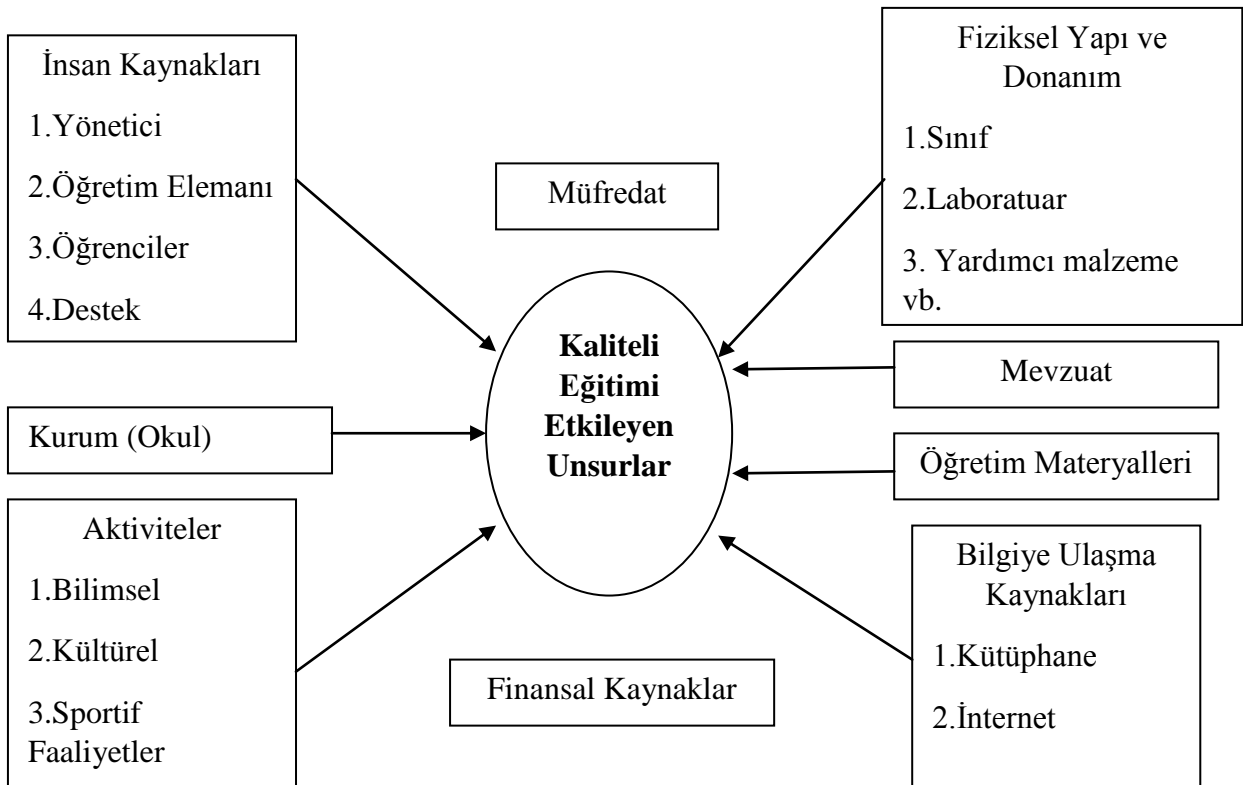 İnsan Kaynakları
1.Yönetici
2.Öğretim Elemanı
3.Öğrenciler
4.Destek
Müfredat
Fiziksel Yapı ve
Donanım
1.Sınıf
2.Laboratuar
3. Yardımcı malzeme
vb.
Kaliteli
Eğitimi
Etkileyen
Unsurlar
Mevzuat
Kurum (Okul)
Öğretim Materyalleri
Aktiviteler
1.Bilimsel
2.Kültürel
3.Sportif
Faaliyetler
Finansal Kaynaklar
Bilgiye Ulaşma
Kaynakları
1.Kütüphane
2.İnternet